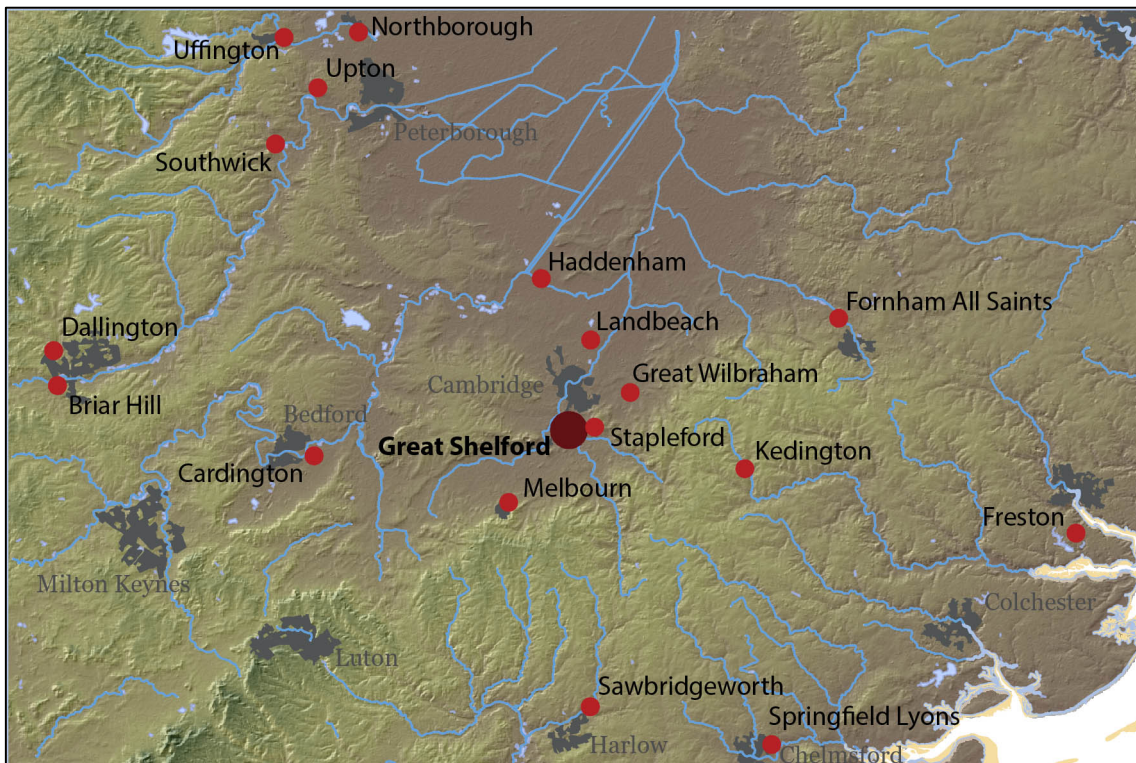 Northborough
Uffington
Upton
Peterborough
Southwick
Haddenham
Fornham All Saints
Landbeach
Dallington
Great Wilbraham
Cambridge
Briar Hill
Bedford
Great Shelford
Stapleford
Kedington
Cardington
Melbourn
Freston
Milton Keynes
Colchester
Luton
Sawbridgeworth
Springfield Lyons
Harlow
Chelmsford